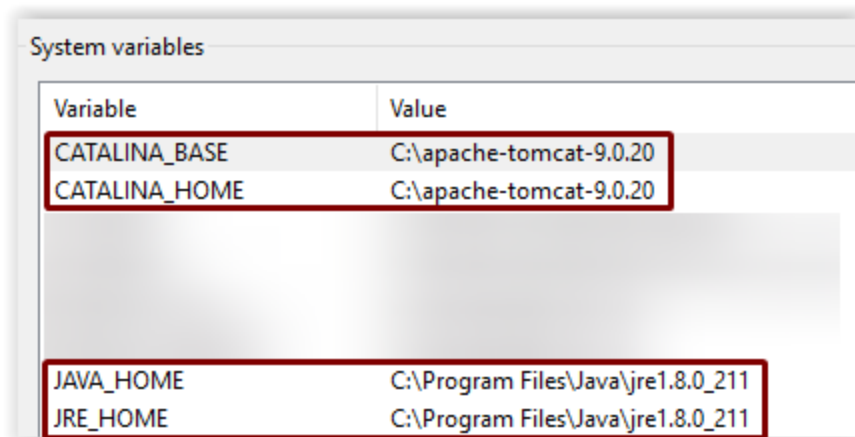 System variables
Variable Value
CATALINA_BASE C:\apache-tomcat-9.0.20
CATALINA_HOME C:\apache-tomcat-9.0.20
JAVA_HOME C:\Program Files\Java\jre1.8.0_211
JRE_HOME C:\Program Files\Java\jre1.8.0_211